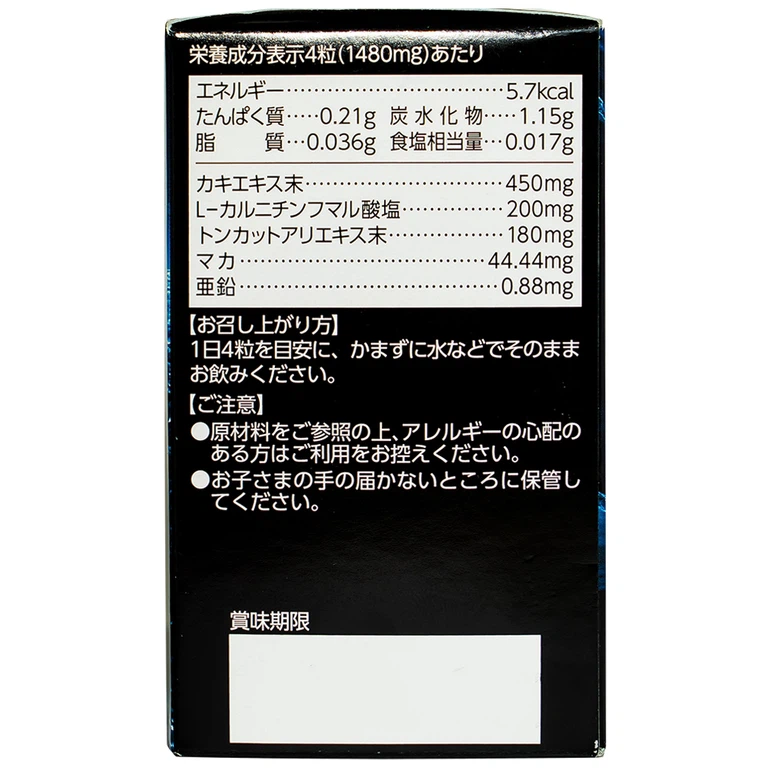 栄養成分表示4粒(1480mg)あたり
エネルギー……………………………5.7kcal
たんぱく質……0.21g 炭水化物……1.15g
脂質…0.036g 食塩相当量…0.017g
カキエキス末…………………………450mg
L-カルニチンフマル酸塩……………200mg
トンカットアリエキス末………………180mg
マカ………………………………44.44mg
亜鉛…………………………………0.88mg
【お召し上がり方】
1日4粒を目安に、かまずに水などでそのまま
お飲みください。
【ご注意】
●原材料をご参照の上、アレルギーの心配の
ある方はご利用をお控えください。
●お子さまの手の届かないところに保管し
てください。
賞味期限